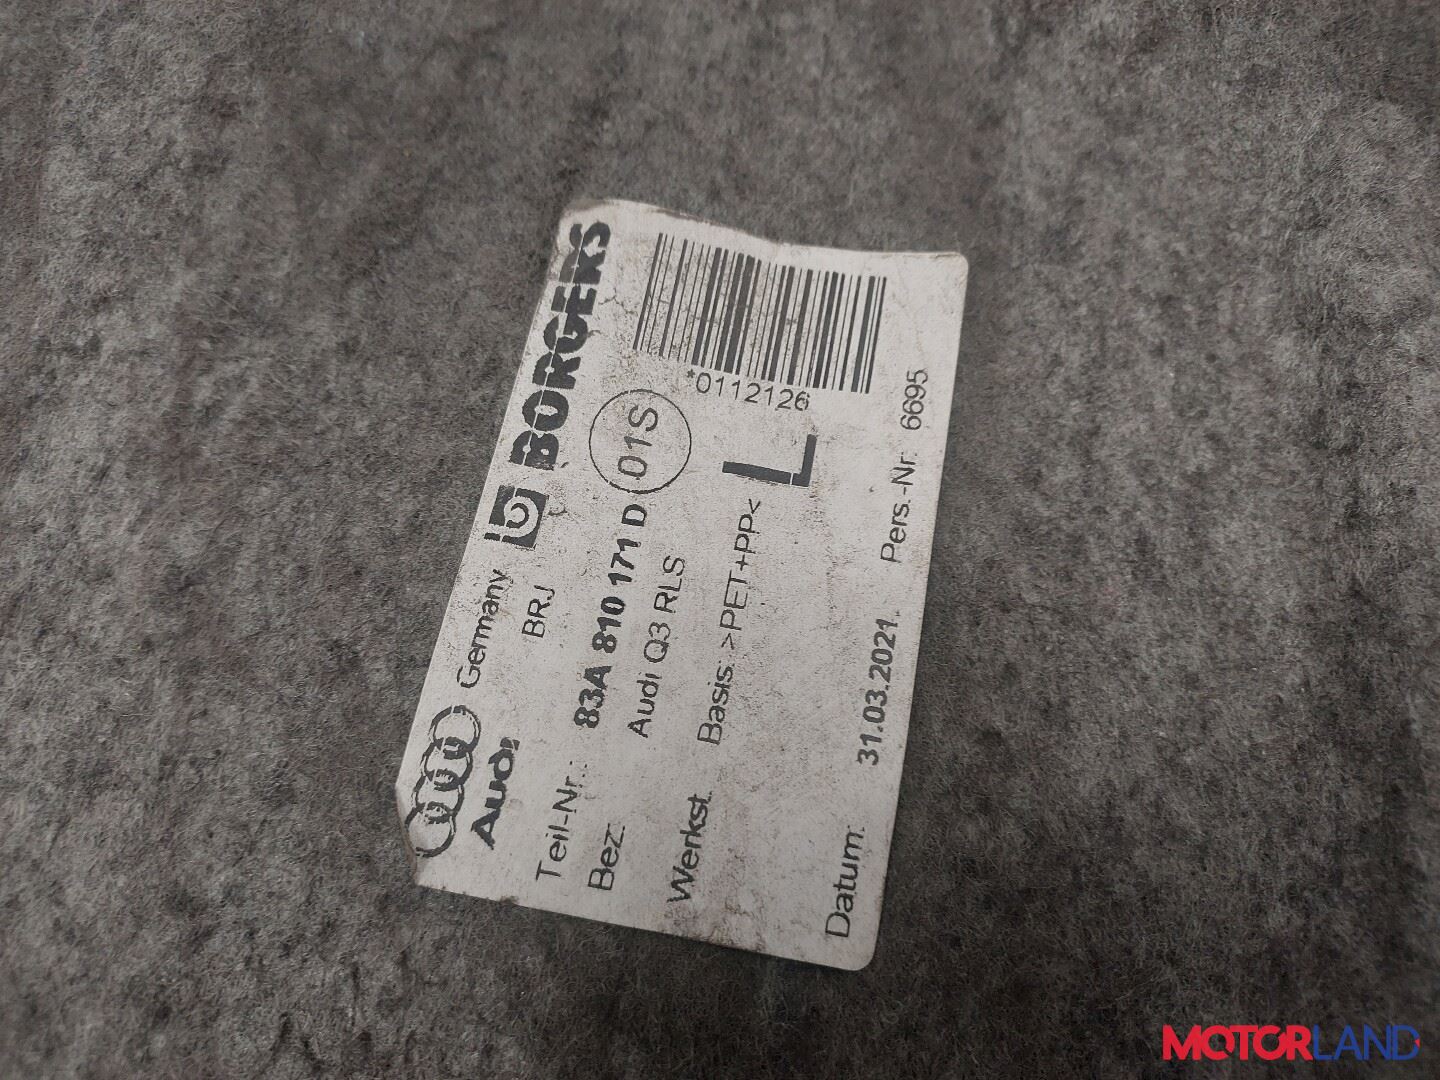 Audi
Germany
BORGERS
BRJ
Teil-Nr.: 83A 810 171 D 01S
Bez: Audi Q3 RLS
*0112126
Werkst. Basis: >PET+PP<
L
Datum: 31.03.2021 Pers.-Nr: 6695
MOTORLAND